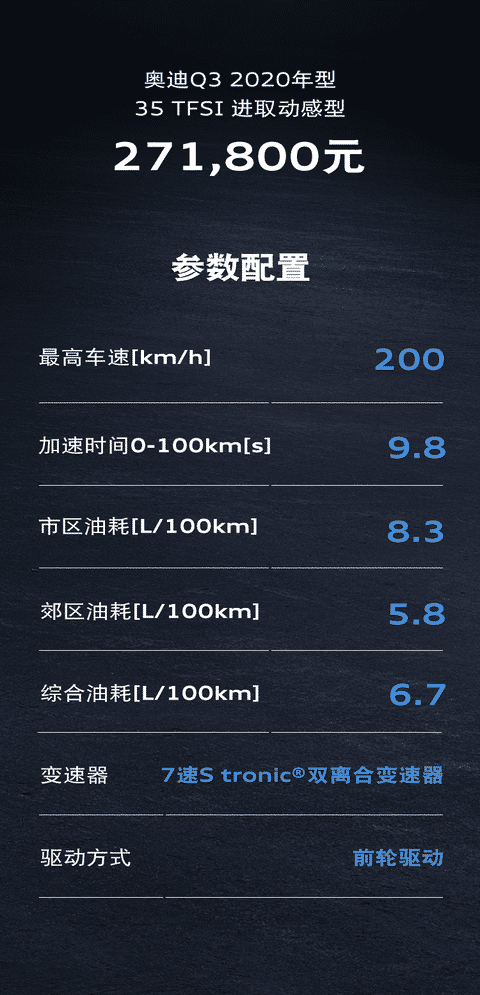 奥迪Q3 2020年型
35 TFSI 进取动感型
271,800元
参数配置
最高车速[km/h] 200
加速时间0-100km[s] 9.8
市区油耗[L/100km] 8.3
郊区油耗[L/100km] 5.8
综合油耗[L/100km] 6.7
变速器 7速S tronic®双离合变速器
驱动方式 前轮驱动